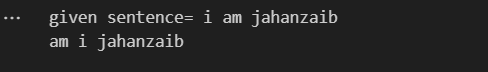 ... given sentence= i am jahanzaib
am i jahanzaib